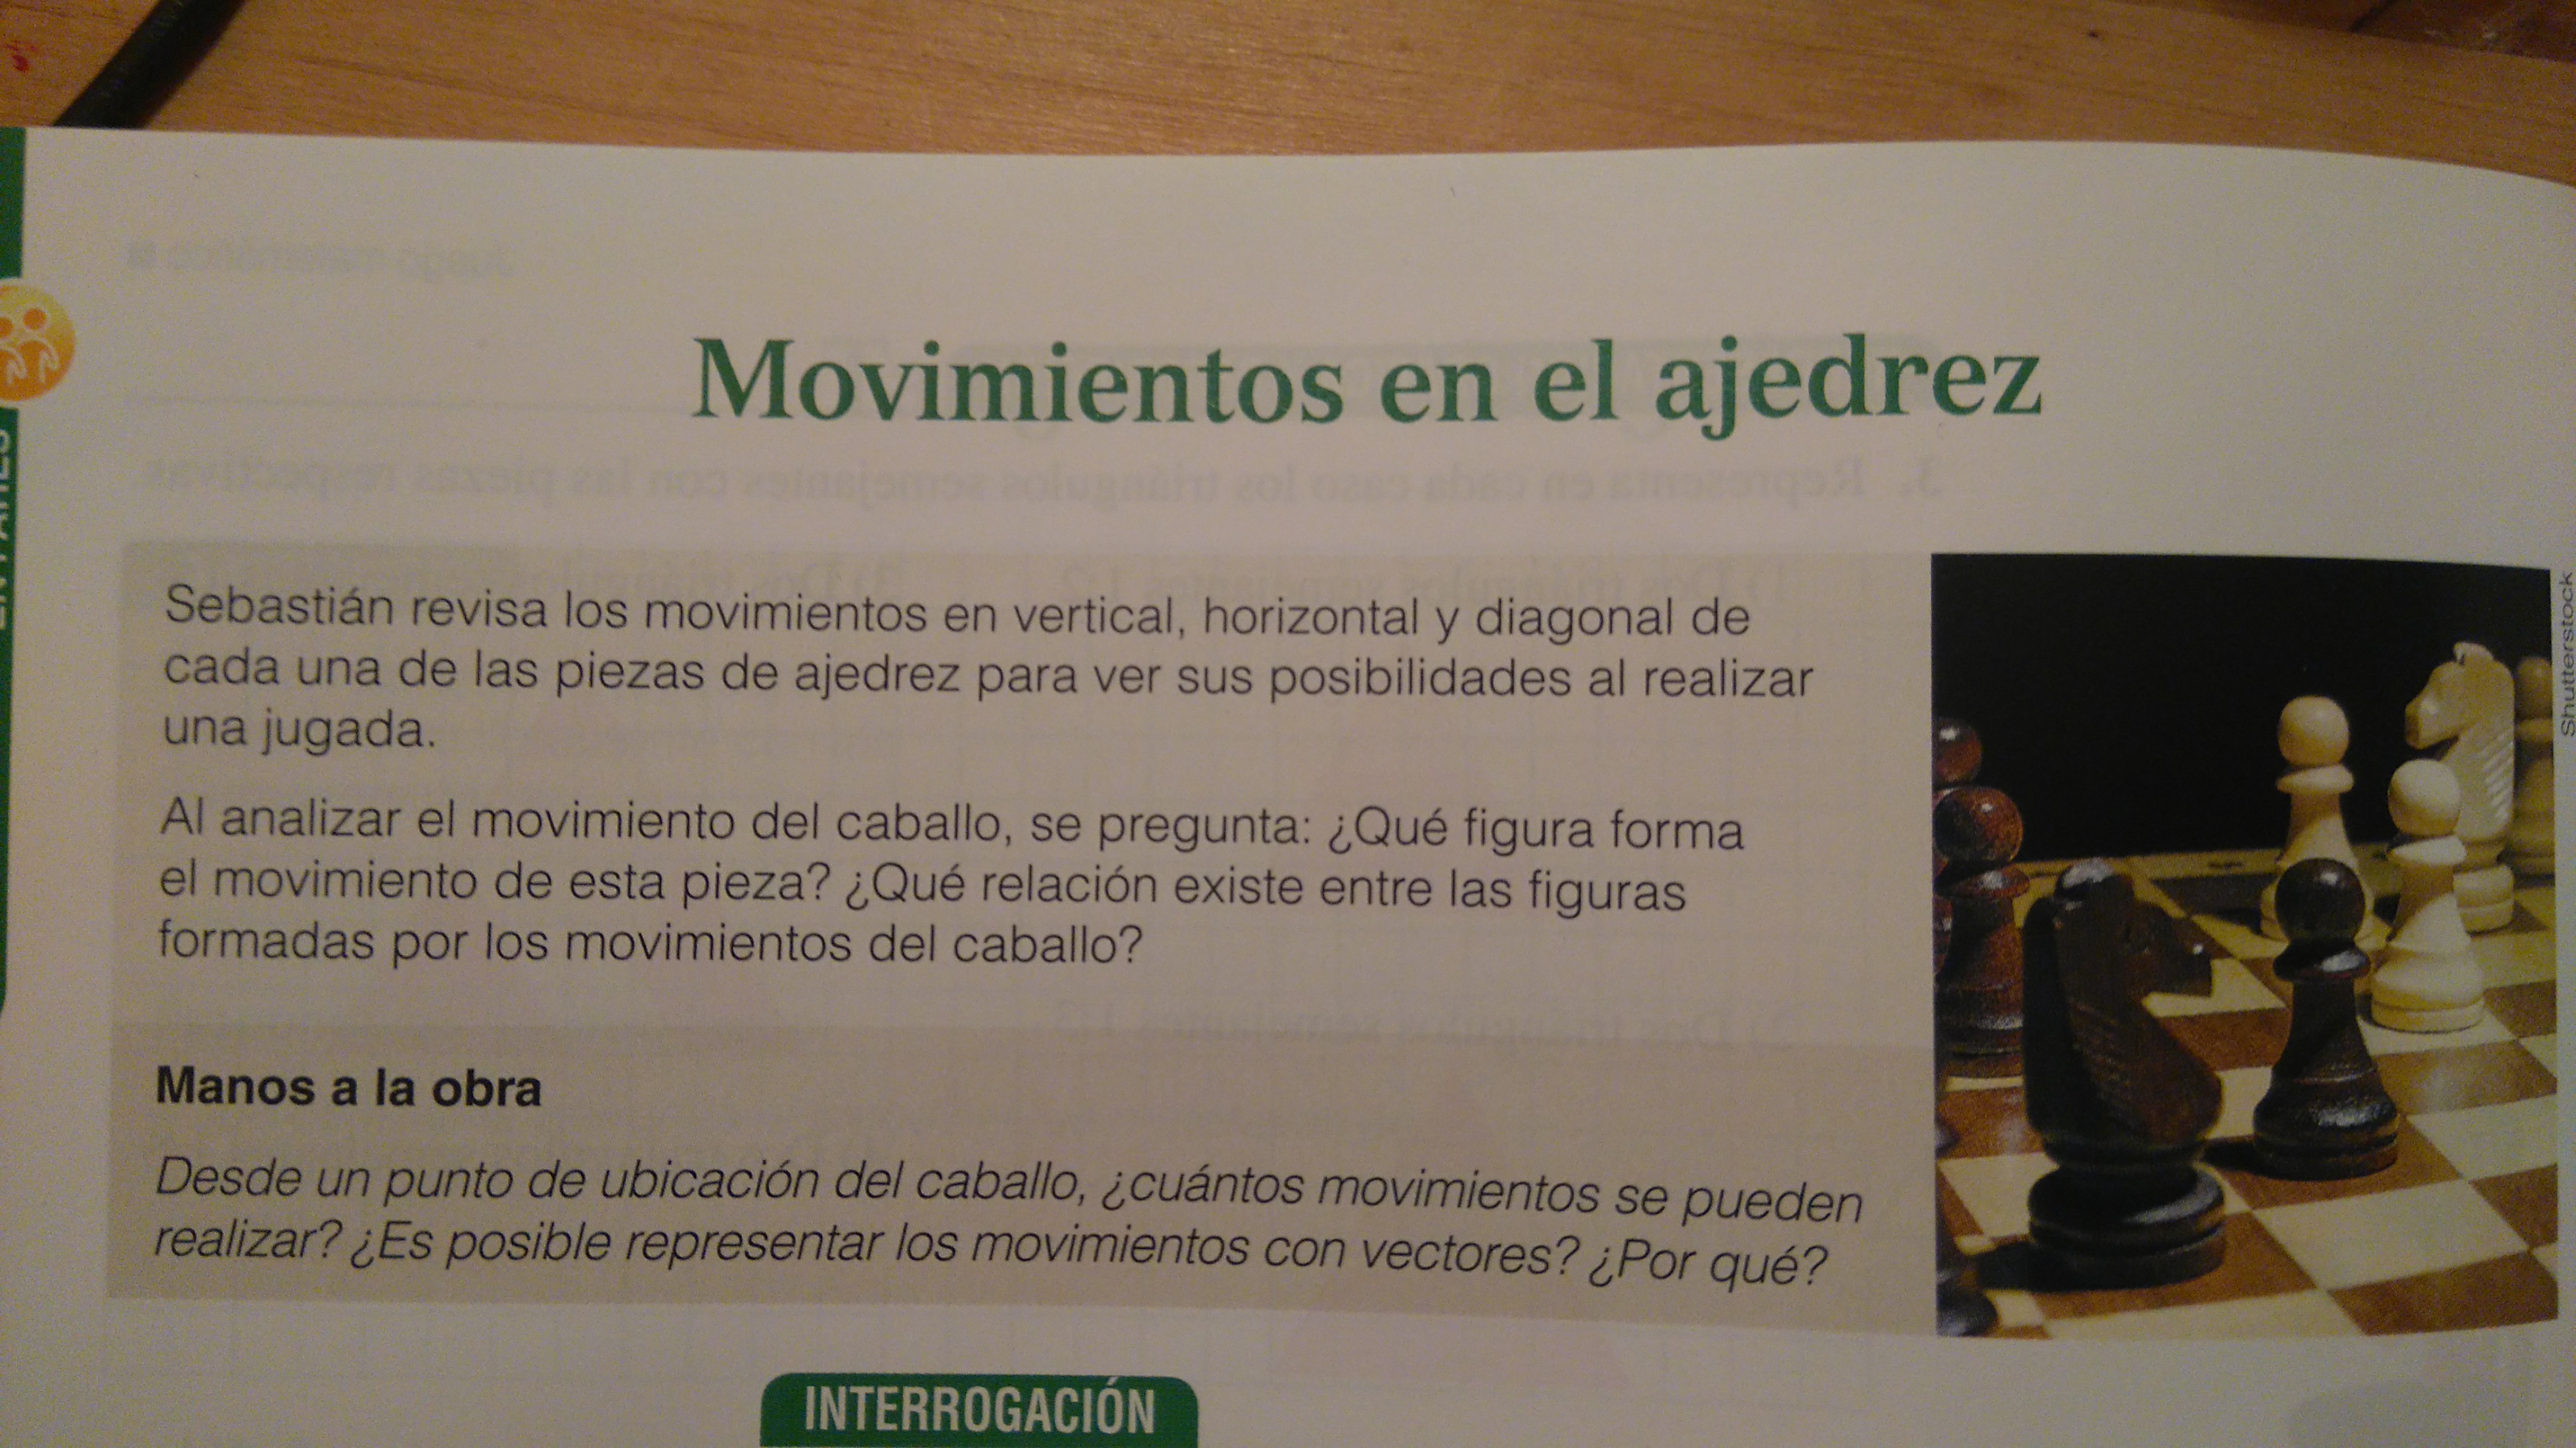 Movimientos en el ajedrez
Sebastián revisa los movimientos en vertical, horizontal y diagonal de
cada una de las piezas de ajedrez para ver sus posibilidades al realizar
una jugada.
Al analizar el movimiento del caballo, se pregunta: ¿Qué figura forma
el movimiento de esta pieza? ¿Qué relación existe entre las figuras
formadas por los movimientos del caballo?
Manos a la obra
Desde un punto de ubicación del caballo, ¿cuántos movimientos se pueden
realizar? ¿Es posible representar los movimientos con vectores? ¿Por qué?
Shutterstock
INTERROGACIÓN